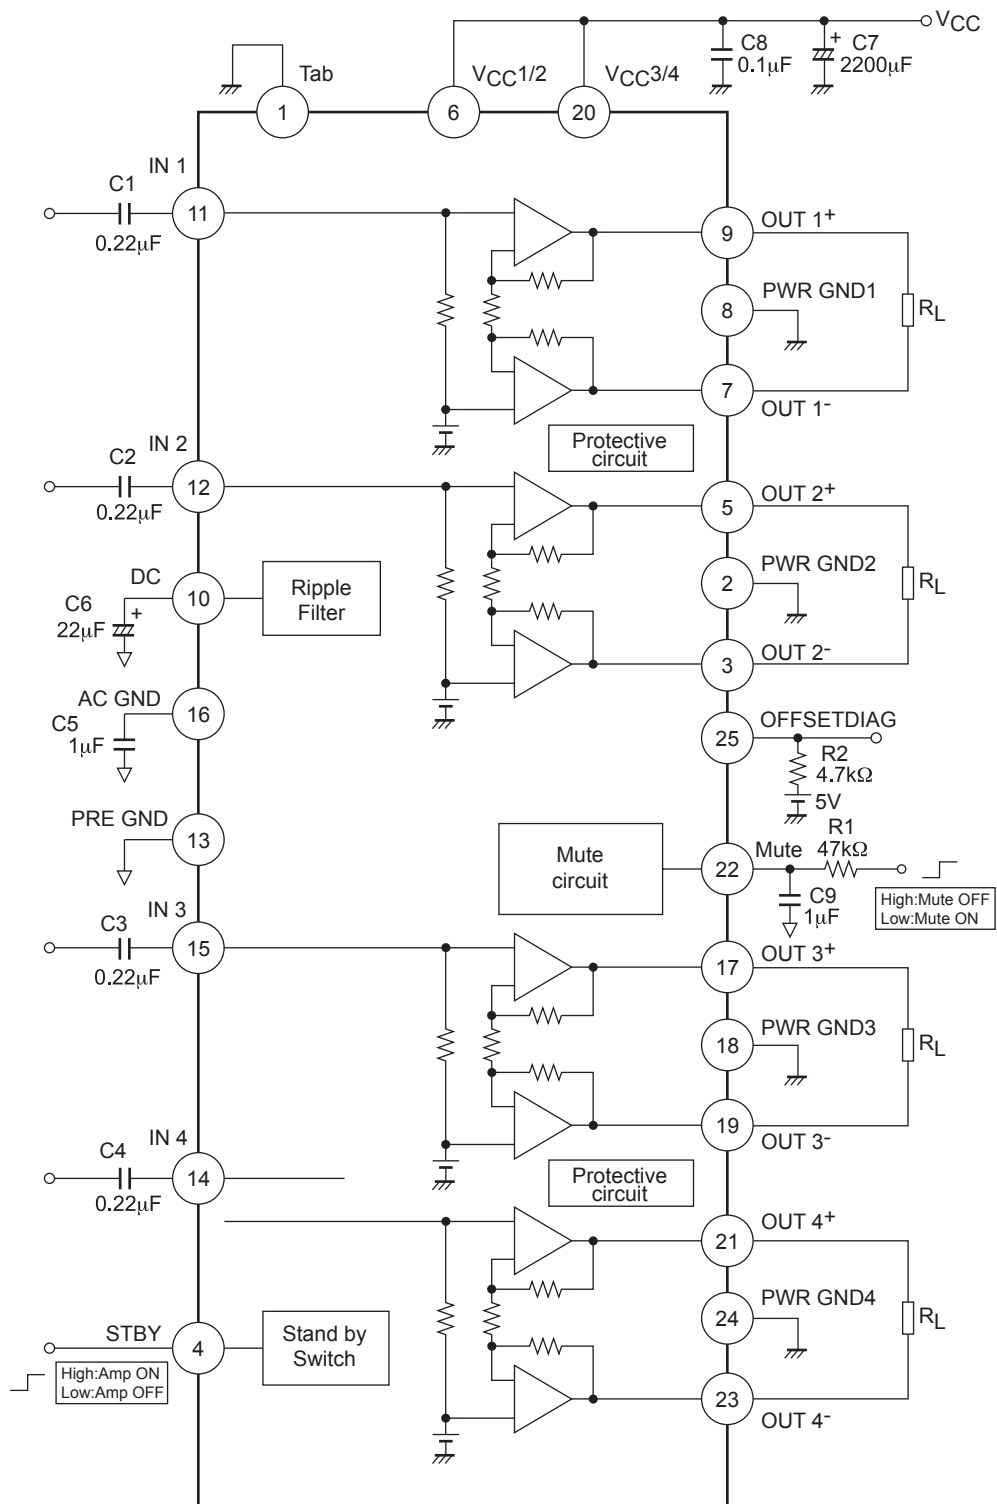 VCC
C8
0.1µF
+
C7
2200µF
Tab
VCC1/2
VCC3/4
1
6
20
IN 1
C1
0.22µF
11
9
OUT 1+
8
PWR GND1
RL
7
OUT 1-
Protective
circuit
IN 2
C2
0.22µF
12
5
OUT 2+
2
PWR GND2
RL
3
OUT 2-
DC
C6
22µF
+
10
Ripple
Filter
AC GND
C5
1µF
16
25
OFFSETDIAG
R2
4.7kΩ
5V
PRE GND
13
Mute
circuit
22
Mute
R1
47kΩ
C9
1µF
High:Mute OFF
Low:Mute ON
IN 3
C3
0.22µF
15
17
OUT 3+
18
PWR GND3
RL
19
OUT 3-
IN 4
C4
0.22µF
14
Protective
circuit
21
OUT 4+
24
PWR GND4
RL
23
OUT 4-
STBY
4
Stand by
Switch
High:Amp ON
Low:Amp OFF